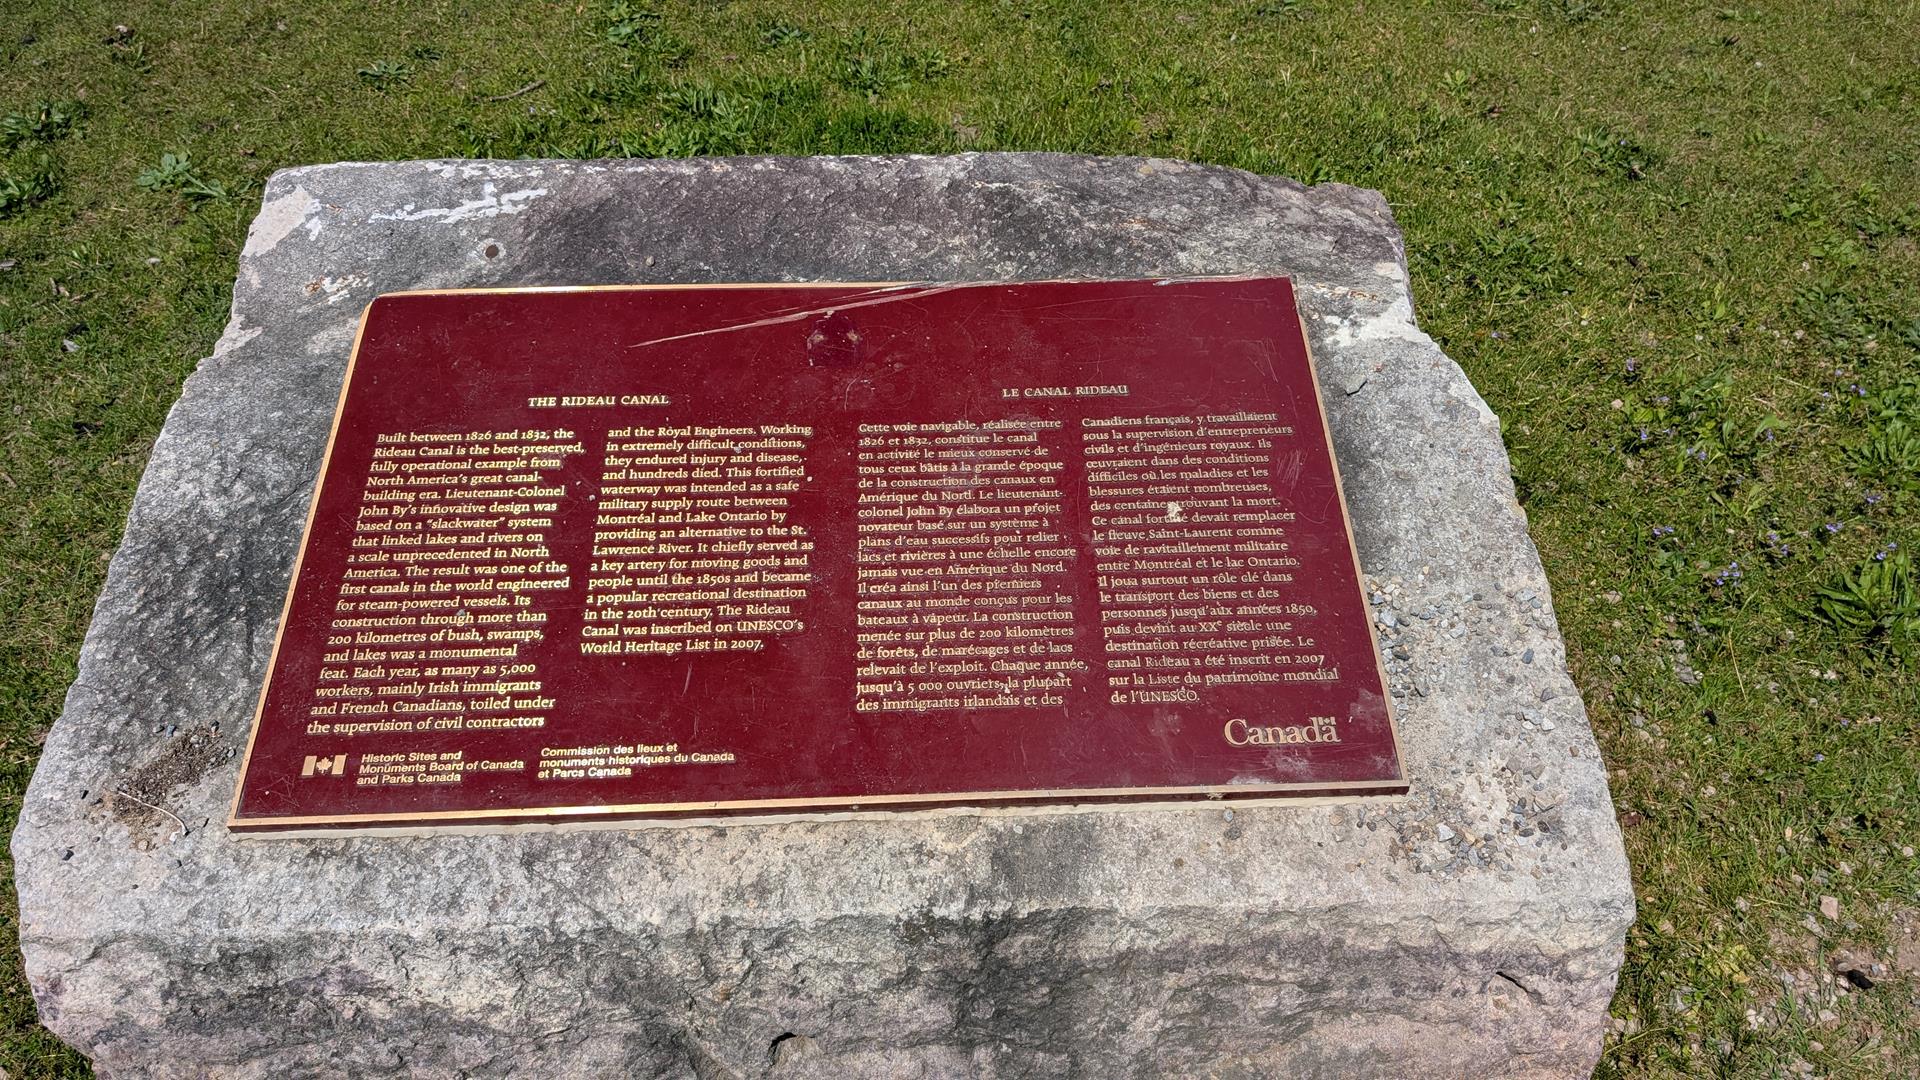 THE RIDEAU CANAL
Built between 1826 and 1832, the
Rideau Canal is the best-preserved,
fully operational example from
North America's great canal-
building era. Lieutenant-Colonel
John By's innovative design was
based on a "slackwater" system
that linked lakes and rivers on
a scale unprecedented in North
America. The result was one of the
first canals in the world engineered
for steam-powered vessels. Its
construction through more than
200 kilometres of bush, swamps,
and lakes was a monumental
feat. Each year, as many as 5,000
workers, mainly Irish immigrants
and French Canadians, toiled under
the supervision of civil contractors
and the Royal Engineers. Working
in extremely difficult conditions,
they endured injury and disease,
and hundreds died. This fortified
waterway was intended as a safe
military supply route between
Montréal and Lake Ontario by
providing an alternative to the St.
Lawrence River. It chiefly served as
a key artery for moving goods and
people until the 1850s and became
a popular recreational destination
in the 20th century. The Rideau
Canal was inscribed on UNESCO's
World Heritage List in 2007.
LE CANAL RIDEAU
Cette voie navigable, réalisée entre
1826 et 1832, constitue le canal
en activité le mieux conservé de
tous ceux bâtis à la grande époque
de la construction des canaux en
Amérique du Nord. Le lieutenant-
colonel John By élabora un projet
novateur basé sur un système à
plans d'eau successifs pour relier
lacs et rivières à une échelle encore
jamais vue en Amérique du Nord.
Il créa ainsi l'un des premiers
canaux au monde conçus pour les
bateaux à vapeur. La construction
menée sur plus de 200 kilomètres
de forêts, de marécages et de lacs
relevait de l'exploit. Chaque année,
jusqu'à 5 000 ouvriers, la plupart
des immigrants irlandais et des
Canadiens français, y travaillaient
sous la supervision d'entrepreneurs
civils et d'ingénieurs royaux. Ils
œuvraient dans des conditions
difficiles où les maladies et les
blessures étaient nombreuses,
des centaines trouvant la mort.
Ce canal fortifié devait remplacer
le fleuve Saint-Laurent comme
voie de ravitaillement militaire
entre Montréal et le lac Ontario.
Il joua surtout un rôle clé dans
le transport des biens et des
personnes jusqu'aux années 1850,
puis devint au XXe siècle une
destination récréative prisée. Le
canal Rideau a été inscrit en 2007
sur la Liste du patrimoine mondial
de l'UNESCO.
Historic Sites and
Monuments Board of Canada
and Parks Canada
Commission des lieux et
monuments historiques du Canada
et Parcs Canada
Canada